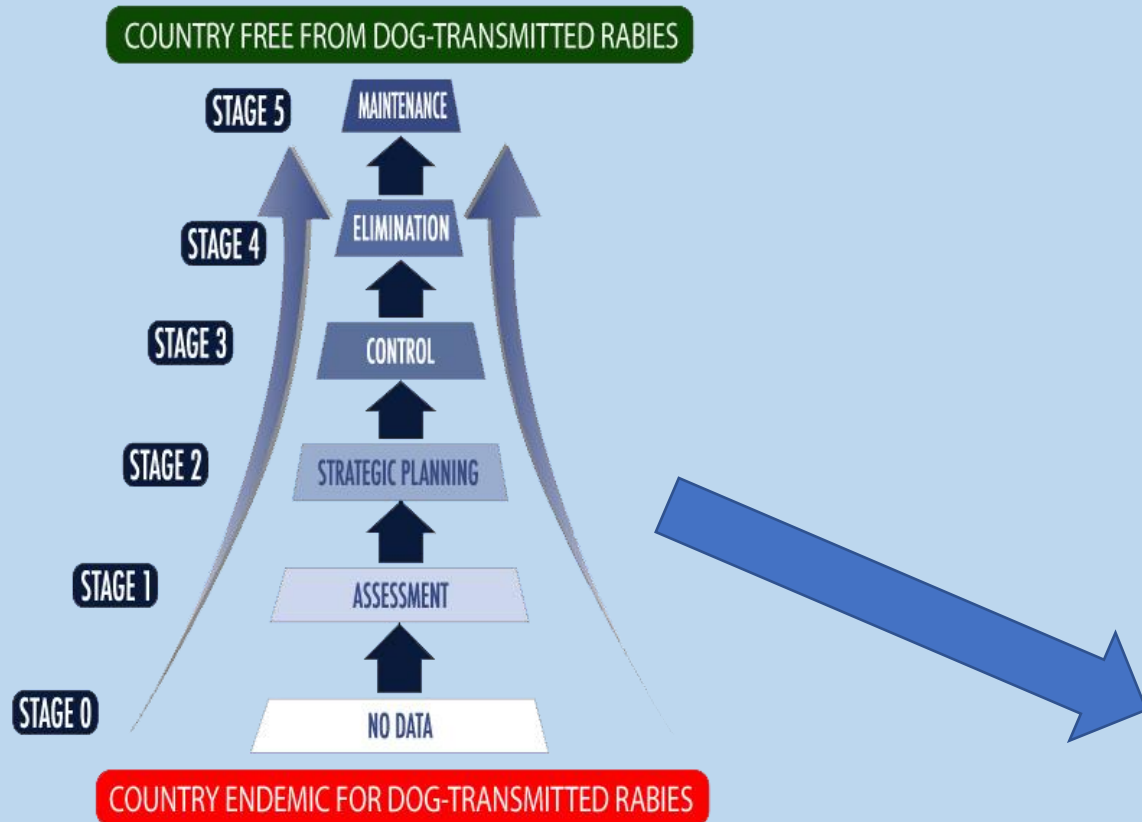 COUNTRY FREE FROM DOG-TRANSMITTED RABIES
STAGE 5
MAINTENANCE
STAGE 4
ELIMINATION
STAGE 3
CONTROL
STAGE 2
STRATEGIC PLANNING
STAGE 1
ASSESSMENT
STAGE 0
NO DATA
COUNTRY ENDEMIC FOR DOG-TRANSMITTED RABIES